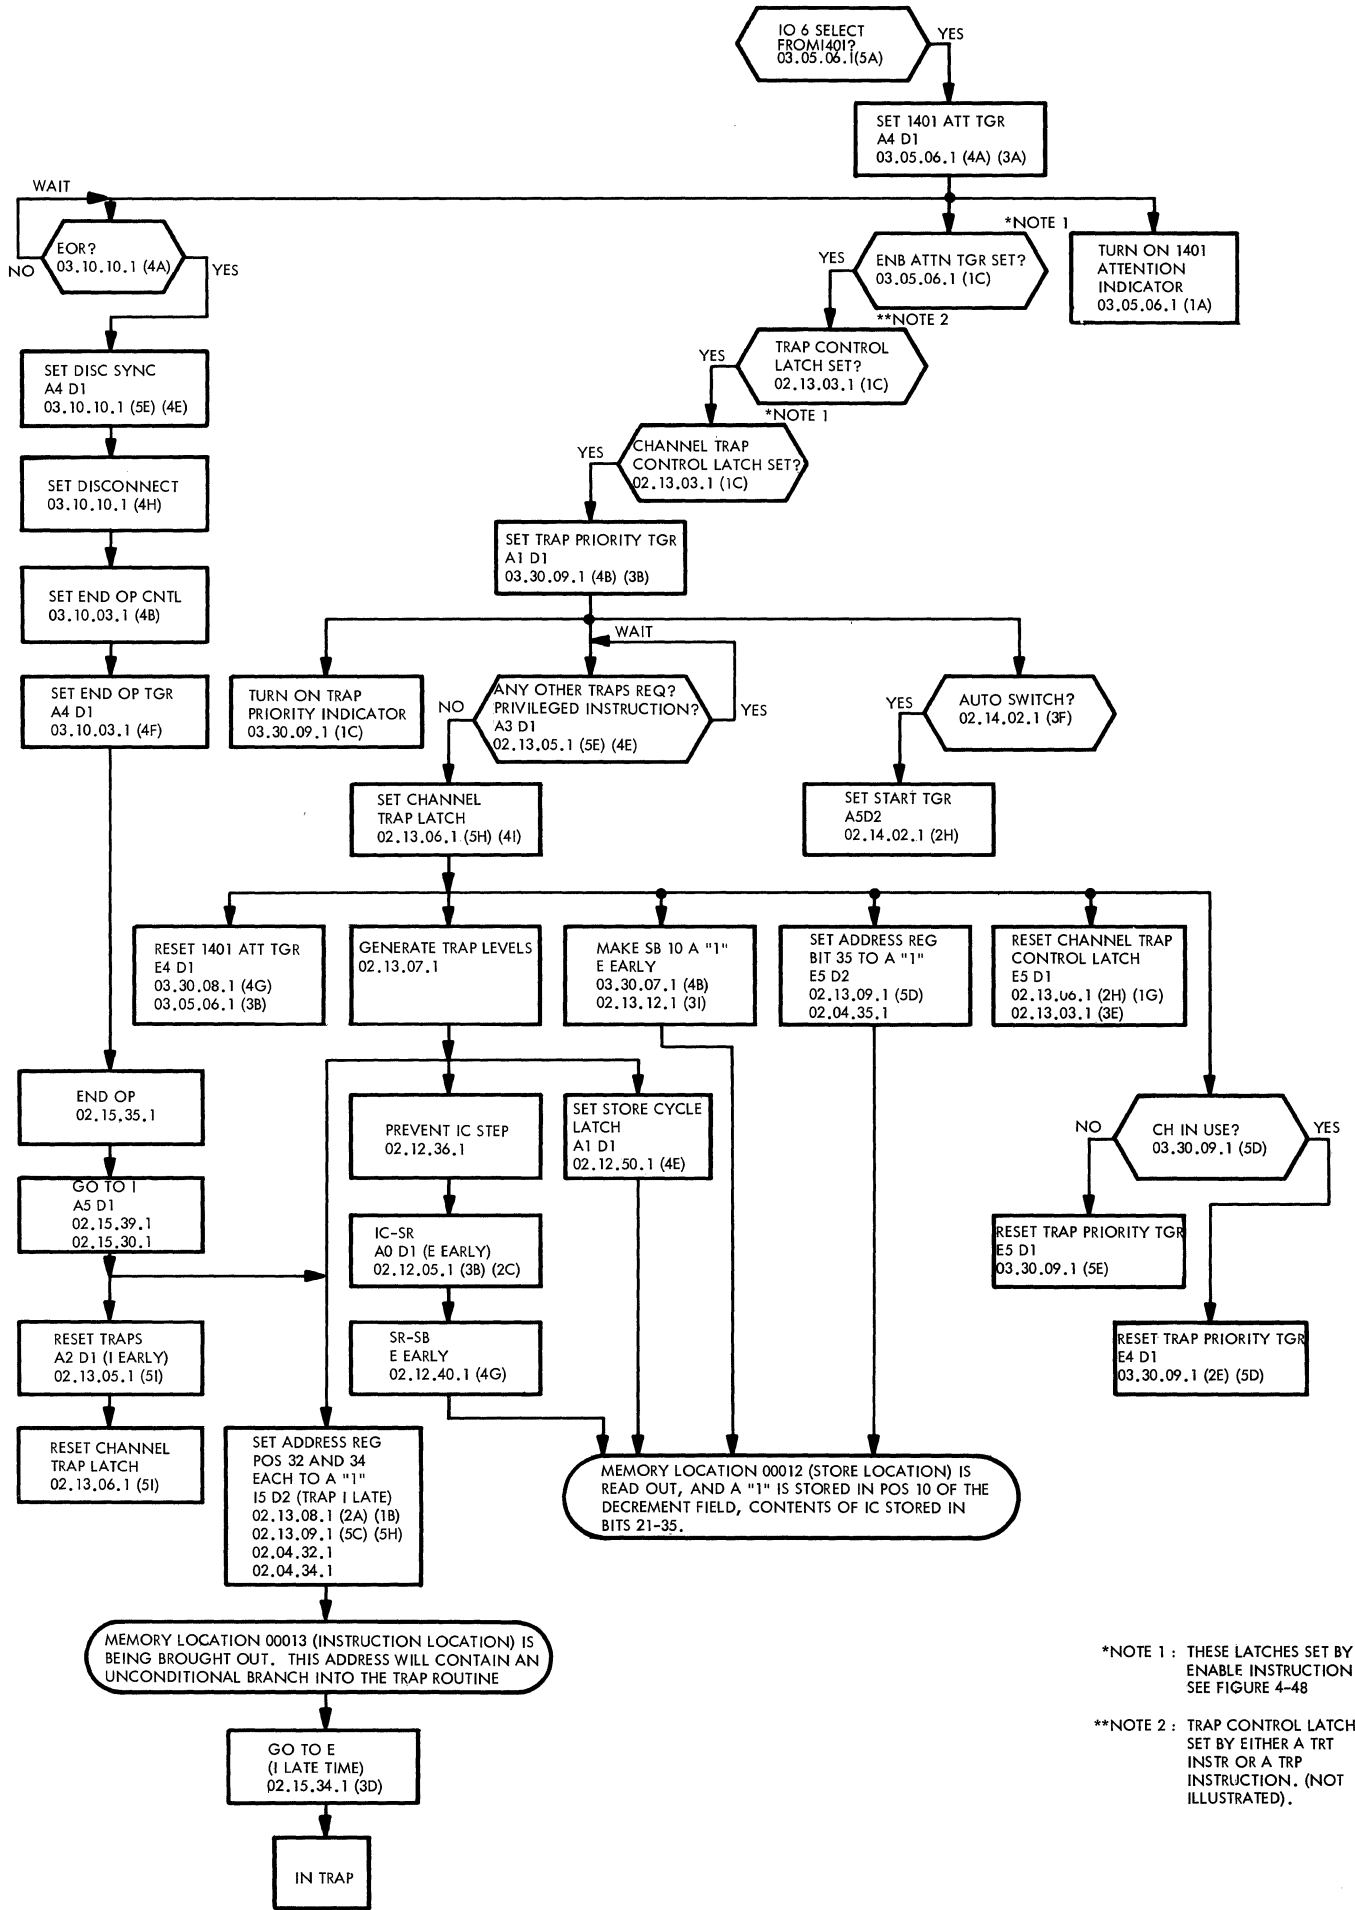 IO 6 SELECT
FROM1401?
03.05.06.1(5A)
YES
SET 1401 ATT TGR
A4 D1
03.05.06.1 (4A) (3A)
WAIT
EOR?
03.10.10.1 (4A)
NO
YES
*NOTE 1
ENB ATTN TGR SET?
03.05.06.1 (1C)
YES
TURN ON 1401
ATTENTION
INDICATOR
03.05.06.1 (1A)
**NOTE 2
TRAP CONTROL
LATCH SET?
02.13.03.1 (1C)
YES
*NOTE 1
CHANNEL TRAP
CONTROL LATCH SET?
02.13.03.1 (1C)
YES
SET DISC SYNC
A4 D1
03.10.10.1 (5E) (4E)
SET DISCONNECT
03.10.10.1 (4H)
SET TRAP PRIORITY TGR
A1 D1
03.30.09.1 (4B) (3B)
SET END OP CNTL
03.10.03.1 (4B)
WAIT
SET END OP TGR
A4 D1
03.10.03.1 (4F)
TURN ON TRAP
PRIORITY INDICATOR
03.30.09.1 (1C)
NO
ANY OTHER TRAPS REQ?
PRIVILEGED INSTRUCTION?
A3 D1
02.13.05.1 (5E) (4E)
YES
YES
AUTO SWITCH?
02.14.02.1 (3F)
SET CHANNEL
TRAP LATCH
02.13.06.1 (5H) (4I)
SET START TGR
A5D2
02.14.02.1 (2H)
RESET 1401 ATT TGR
E4 D1
03.30.08.1 (4G)
03.05.06.1 (3B)
GENERATE TRAP LEVELS
02.13.07.1
MAKE SB 10 A "1"
E EARLY
03.30.07.1 (4B)
02.13.12.1 (3I)
SET ADDRESS REG
BIT 35 TO A "1"
E5 D2
02.13.09.1 (5D)
02.04.35.1
RESET CHANNEL TRAP
CONTROL LATCH
E5 D1
02.13.06.1 (2H) (1G)
02.13.03.1 (3E)
END OP
02.15.35.1
PREVENT IC STEP
02.12.36.1
SET STORE CYCLE
LATCH
A1 D1
02.12.50.1 (4E)
NO
CH IN USE?
03.30.09.1 (5D)
YES
GO TO I
A5 D1
02.15.39.1
02.15.30.1
IC-SR
A0 D1 (E EARLY)
02.12.05.1 (3B) (2C)
RESET TRAP PRIORITY TGR
E5 D1
03.30.09.1 (5E)
RESET TRAPS
A2 D1 (I EARLY)
02.13.05.1 (5I)
SR-SB
E EARLY
02.12.40.1 (4G)
RESET TRAP PRIORITY TGR
E4 D1
03.30.09.1 (2E) (5D)
RESET CHANNEL
TRAP LATCH
02.13.06.1 (5I)
SET ADDRESS REG
POS 32 AND 34
EACH TO A "1"
I5 D2 (TRAP I LATE)
02.13.08.1 (2A) (1B)
02.13.09.1 (5C) (5H)
02.04.32.1
02.04.34.1
MEMORY LOCATION 00012 (STORE LOCATION) IS
READ OUT, AND A "1" IS STORED IN POS 10 OF THE
DECREMENT FIELD, CONTENTS OF IC STORED IN
BITS 21-35.
MEMORY LOCATION 00013 (INSTRUCTION LOCATION) IS
BEING BROUGHT OUT. THIS ADDRESS WILL CONTAIN AN
UNCONDITIONAL BRANCH INTO THE TRAP ROUTINE
GO TO E
(I LATE TIME)
02.15.34.1 (3D)
IN TRAP
*NOTE 1 : THESE LATCHES SET BY
ENABLE INSTRUCTION
SEE FIGURE 4-48
**NOTE 2 : TRAP CONTROL LATCH
SET BY EITHER A TRT
INSTR OR A TRP
INSTRUCTION. (NOT
ILLUSTRATED).